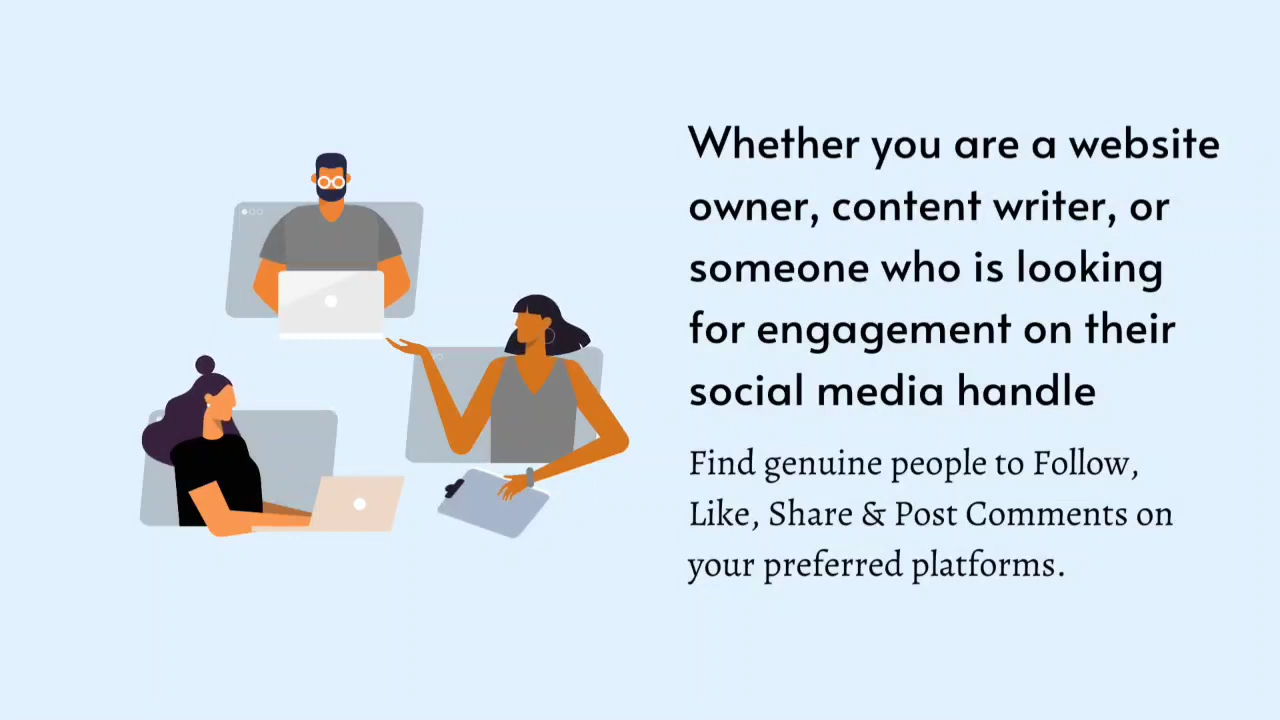 Whether you are a website
owner, content writer, or
someone who is looking
for engagement on their
social media handle
Find genuine people to Follow,
Like, Share & Post Comments on
your preferred platforms.